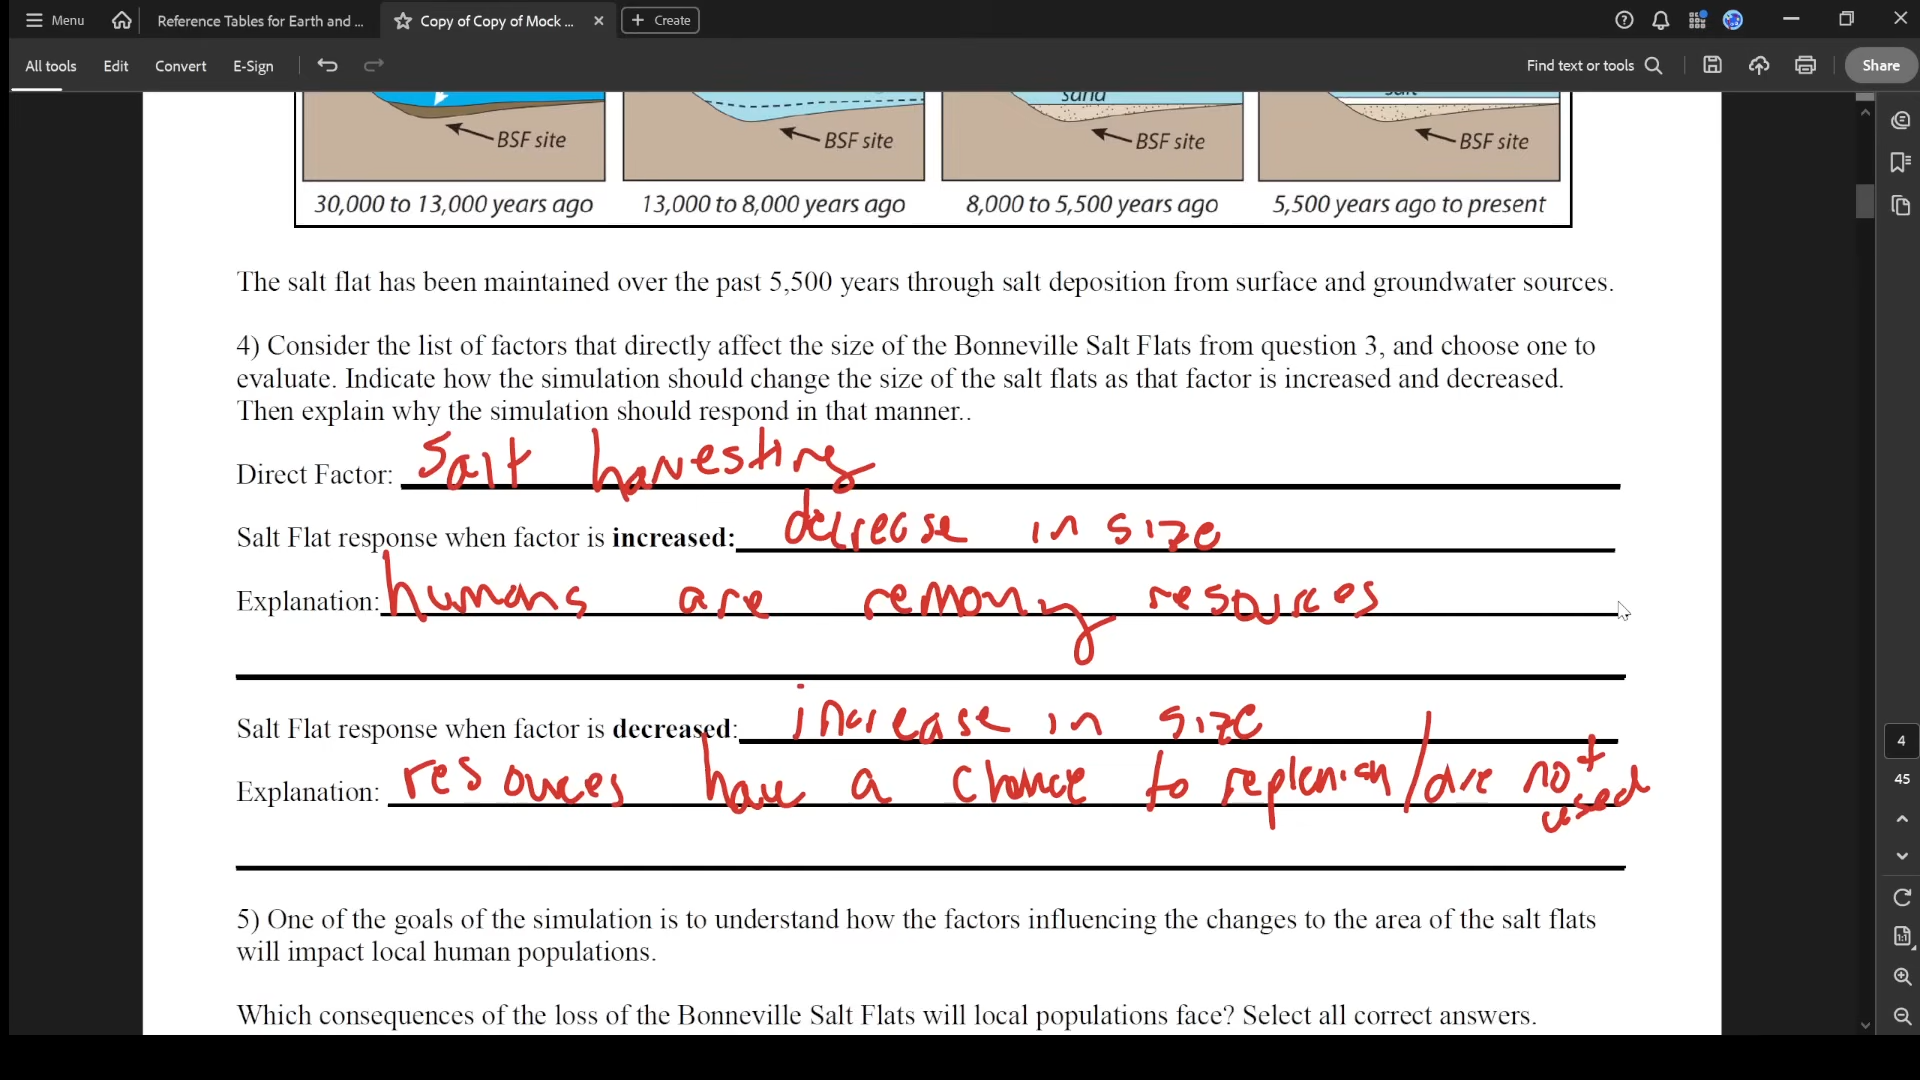 Menu
Reference Tables for Earth and ...
Copy of Copy of Mock ...
Create
All tools
Edit
Convert
E-Sign
Find text or tools
Share
sand
BSF site
BSF site
BSF site
BSF site
30,000 to 13,000 years ago
13,000 to 8,000 years ago
8,000 to 5,500 years ago
5,500 years ago to present
The salt flat has been maintained over the past 5,500 years through salt deposition from surface and groundwater sources.
4) Consider the list of factors that directly affect the size of the Bonneville Salt Flats from question 3, and choose one to
evaluate. Indicate how the simulation should change the size of the salt flats as that factor is increased and decreased.
Then explain why the simulation should respond in that manner..
Direct Factor: Salt harvesting
Salt Flat response when factor is increased: decrease in size
Explanation: humans are removing resources
Salt Flat response when factor is decreased: increase in size
Explanation: resources have a chance to replenish/are not
used
5) One of the goals of the simulation is to understand how the factors influencing the changes to the area of the salt flats
will impact local human populations.
Which consequences of the loss of the Bonneville Salt Flats will local populations face? Select all correct answers.
4
45